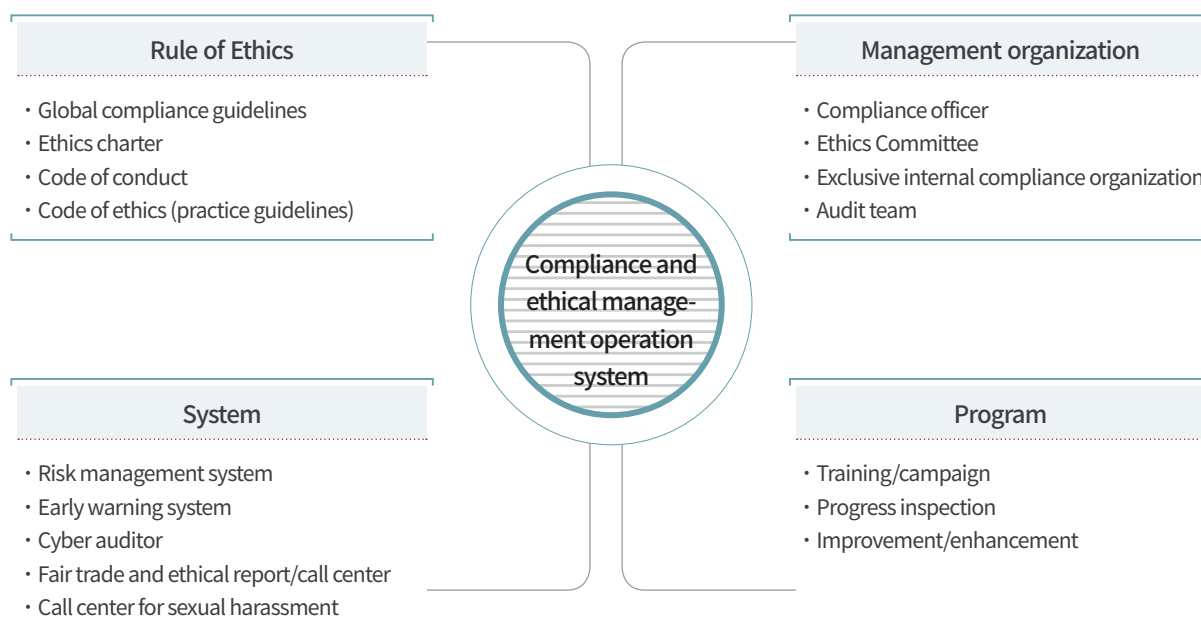 Rule of Ethics
・Global compliance guidelines
・Ethics charter
・Code of conduct
・Code of ethics (practice guidelines)
Management organization
・Compliance officer
・Ethics Committee
・Exclusive internal compliance organization
・Audit team
Compliance and
ethical manage-
ment operation
system
System
・Risk management system
・Early warning system
・Cyber auditor
・Fair trade and ethical report/call center
・Call center for sexual harassment
Program
・Training/campaign
・Progress inspection
・Improvement/enhancement